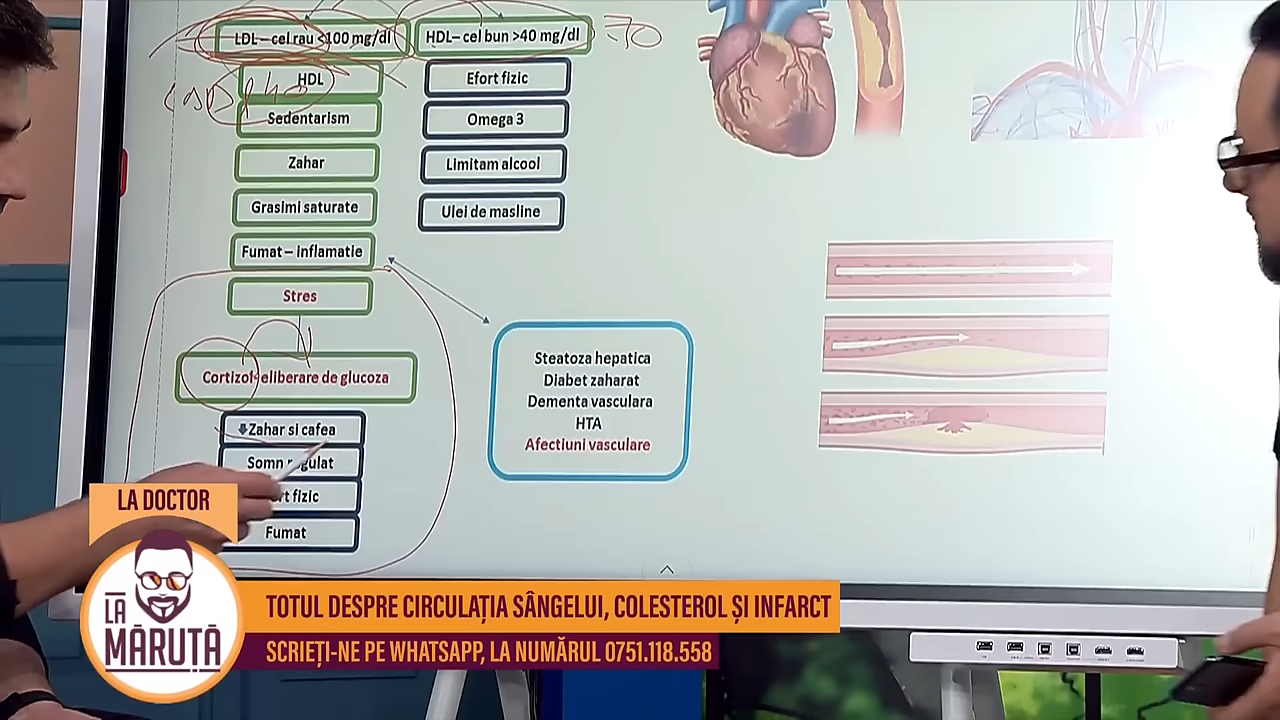 LDL – cel rau <100 mg/dl
HDL – cel bun >40 mg/dl
70
HDL
Sedentarism
Zahar
Grasimi saturate
Fumat – inflamatie
Stres
Cortizol- eliberare de glucoza
Zahar si cafea
Somn regulat
fizic
Fumat
Efort fizic
Omega 3
Limitam alcool
Ulei de masline
Steatoza hepatica
Diabet zaharat
Dementa vasculara
HTA
Afectiuni vasculare
LA DOCTOR
LA
MĂRUȚĂ
TOTUL DESPRE CIRCULAȚIA SÂNGELUI, COLESTEROL ȘI INFARCT
SCRIEȚI-NE PE WHATSAPP, LA NUMĂRUL 0751.118.558